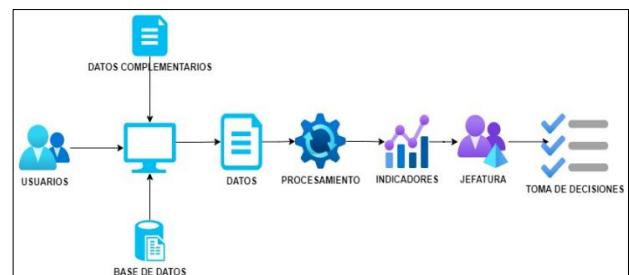 DATOS COMPLEMENTARIOS
USUARIOS
DATOS
PROCESAMIENTO
INDICADORES
JEFATURA
TOMA DE DECISIONES
BASE DE DATOS